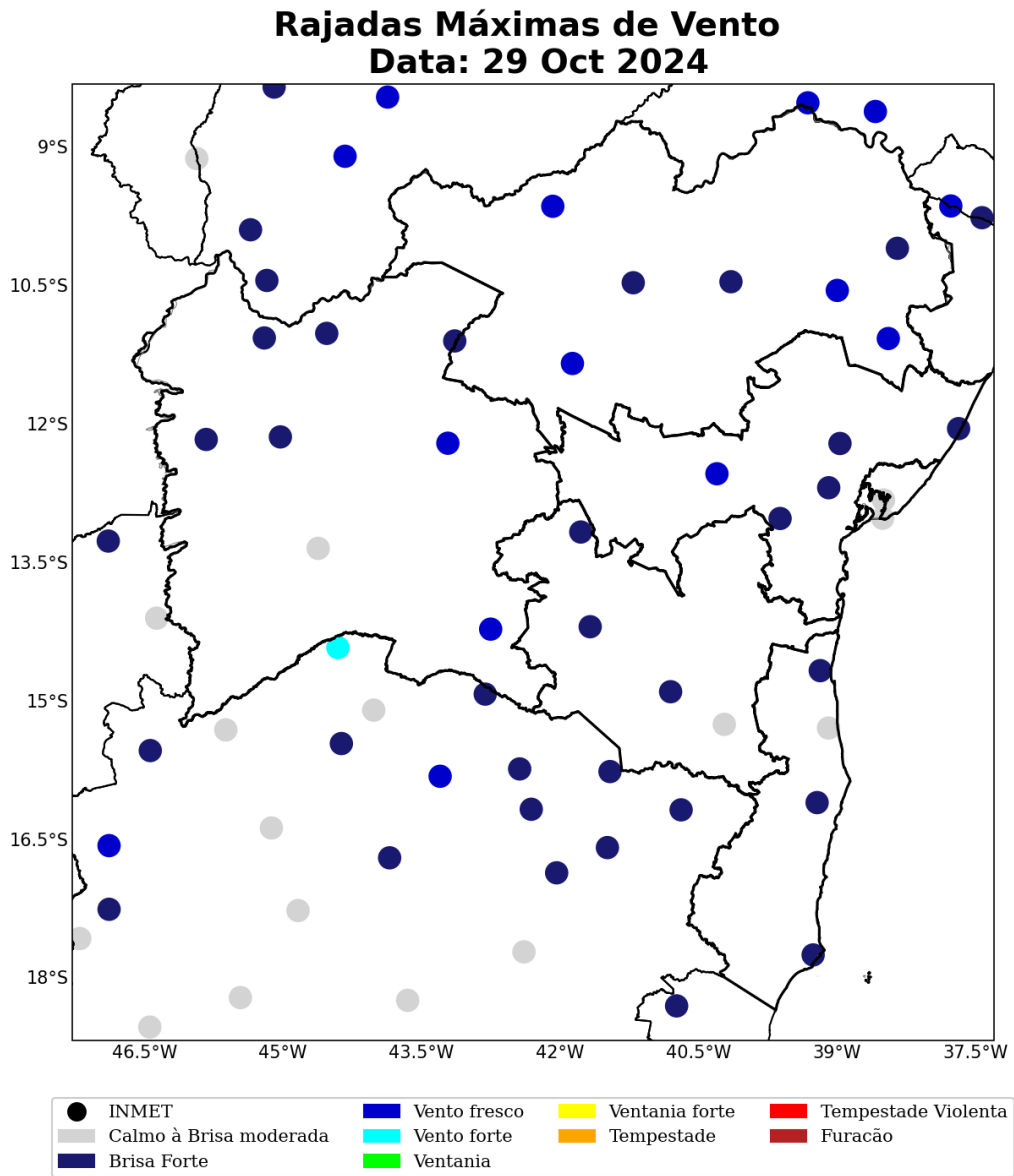 Rajadas Máximas de Vento
Data: 29 Oct 2024
9°S
10.5°S
12°S
13.5°S
15°S
16.5°S
18°S
46.5°W 45°W 43.5°W 42°W 40.5°W 39°W 37.5°W
INMET Vento fresco Ventania forte Tempestade Violenta
Calmo à Brisa moderada Vento forte Tempestade Furacão
Brisa Forte Ventania